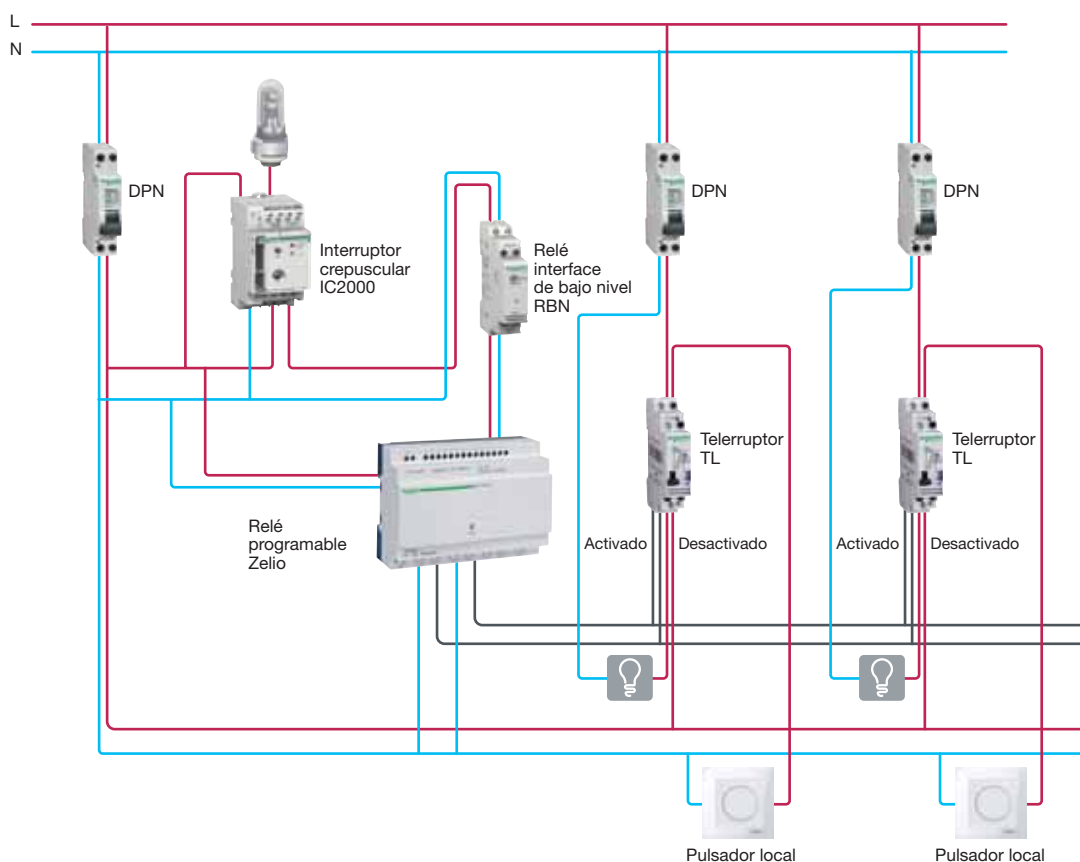 L
N
DPN
Interruptor
crepuscular
IC2000
Relé
interface
de bajo nivel
RBN
DPN
DPN
Telerruptor
TL
Telerruptor
TL
Relé
programable
Zelio
Activado
Desactivado
Activado
Desactivado
Pulsador local
Pulsador local